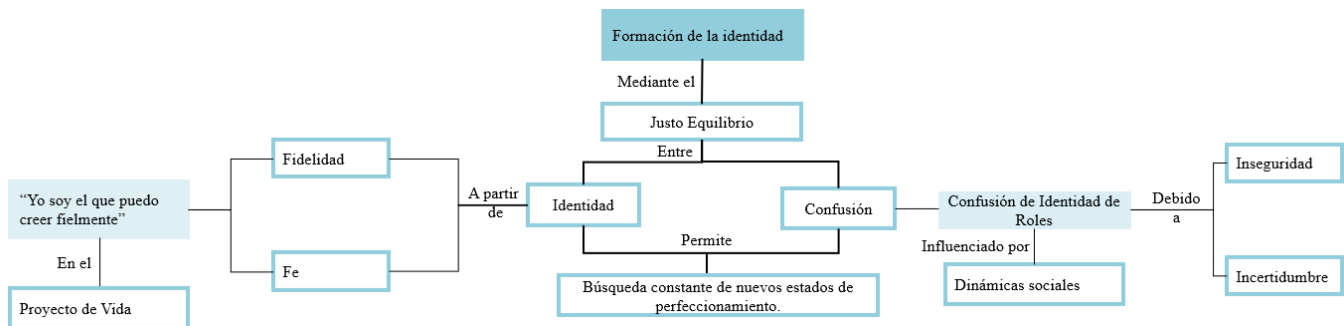 Formación de la identidad
Mediante el
Justo Equilibrio
Entre
Fidelidad
Inseguridad
“Yo soy el que puedo
creer fielmente”
A partir
de
Identidad
Confusión
Confusión de Identidad de
Roles
Debido
a
Permite
Influenciado por
En el
Fe
Búsqueda constante de nuevos estados de
perfeccionamiento.
Dinámicas sociales
Incertidumbre
Proyecto de Vida